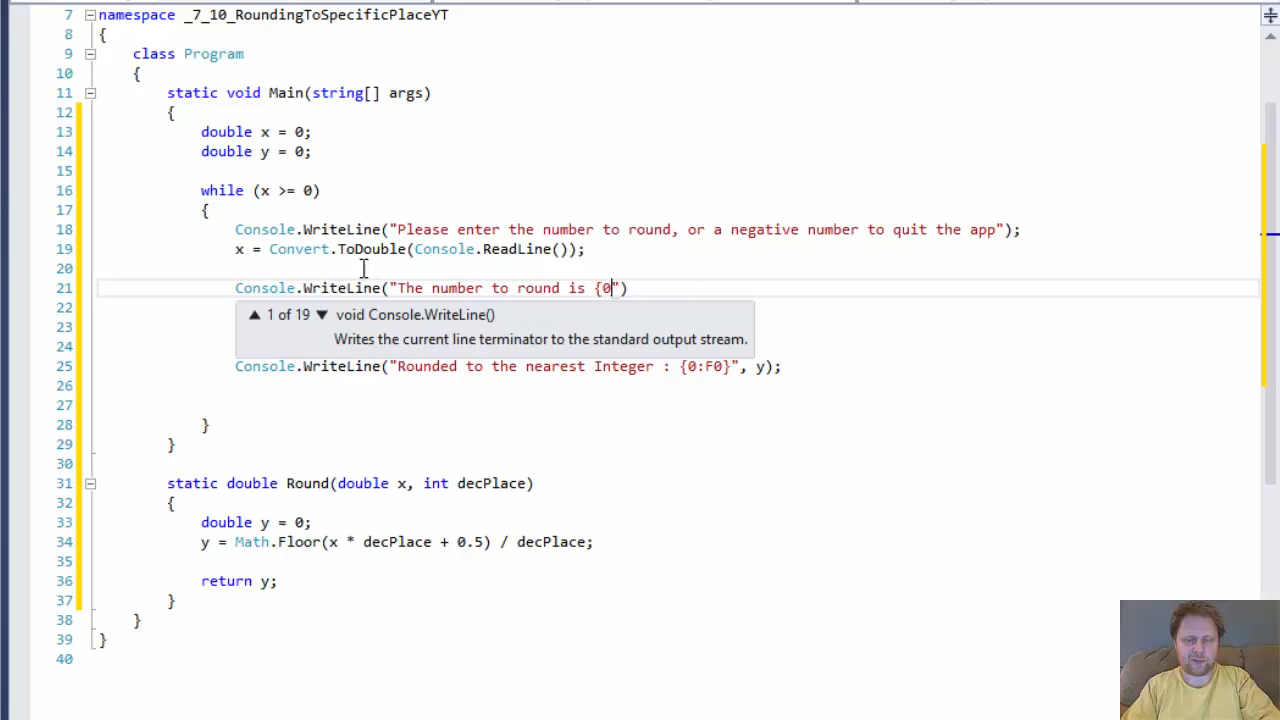 7 namespace _7_10_RoundingToSpecificPlaceYT
8 {
9 class Program
10 {
11 static void Main(string[] args)
12 {
13 double x = 0;
14 double y = 0;
15
16 while (x >= 0)
17 {
18 Console.WriteLine("Please enter the number to round, or a negative number to quit the app");
19 x = Convert.ToDouble(Console.ReadLine());
20
21 Console.WriteLine("The number to round is {0")
22 ▲ 1 of 19 ▼ void Console.WriteLine()
23 Writes the current line terminator to the standard output stream.
24
25 Console.WriteLine("Rounded to the nearest Integer : {0:F0}", y);
26
27
28 }
29 }
30
31 static double Round(double x, int decPlace)
32 {
33 double y = 0;
34 y = Math.Floor(x * decPlace + 0.5) / decPlace;
35
36 return y;
37 }
38 }
39 }
40